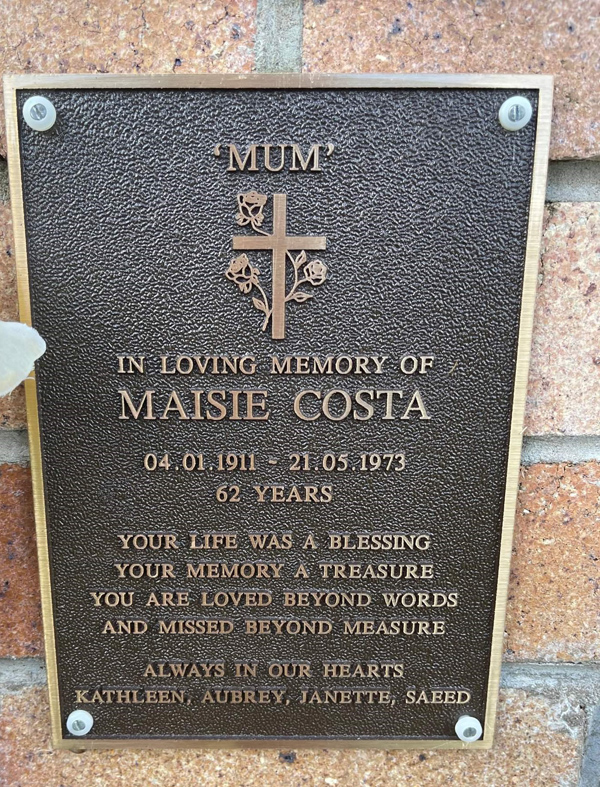 'MUM'
IN LOVING MEMORY OF
MAISIE COSTA
04.01.1911 - 21.05.1973
62 YEARS
YOUR LIFE WAS A BLESSING
YOUR MEMORY A TREASURE
YOU ARE LOVED BEYOND WORDS
AND MISSED BEYOND MEASURE
ALWAYS IN OUR HEARTS
KATHLEEN, AUBREY, JANETTE, SAEED